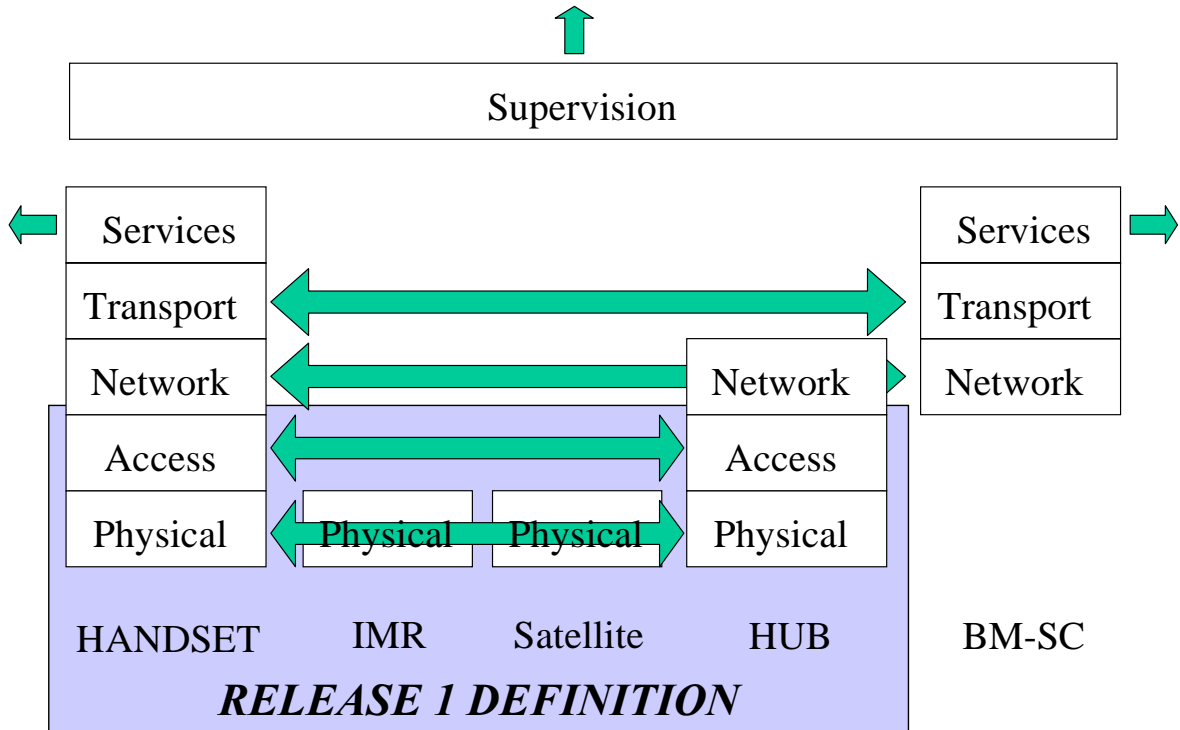 Supervision
Services Services
Transport Transport
Network Network Network
Access Access
Physical Physical Physical Physical
HANDSET IMR Satellite HUB BM-SC
RELEASE 1 DEFINITION